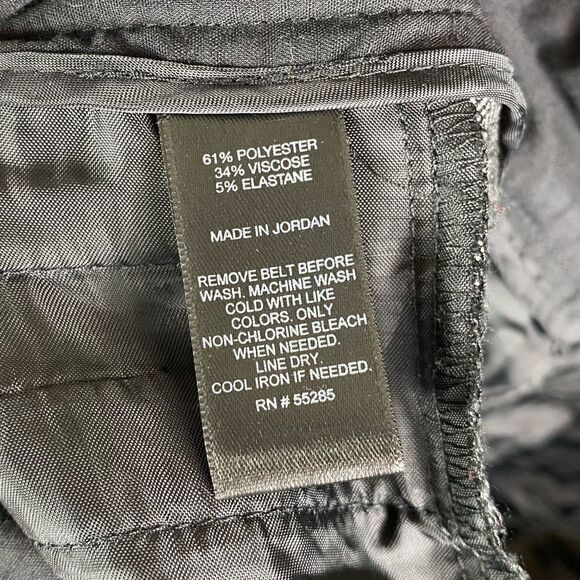 61% POLYESTER
34% VISCOSE
5% ELASTANE
MADE IN JORDAN
REMOVE BELT BEFORE
WASH. MACHINE WASH
COLD WITH LIKE
COLORS. ONLY
NON-CHLORINE BLEACH
WHEN NEEDED.
LINE DRY.
COOL IRON IF NEEDED.
RN # 55285